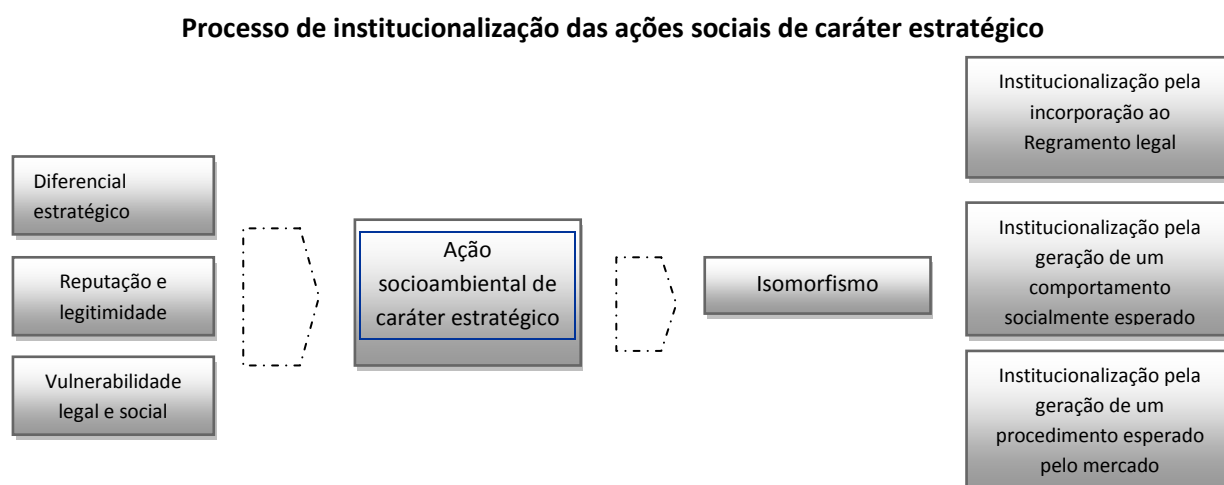 Processo de institucionalização das ações sociais de caráter estratégico
Diferencial
estratégico
Reputação e
legitimidade
Vulnerabilidade
legal e social
Ação
socioambiental de
caráter estratégico
Isomorfismo
Institucionalização pela
incorporação ao
Regramento legal
Institucionalização pela
geração de um
comportamento
socialmente esperado
Institucionalização pela
geração de um
procedimento esperado
pelo mercado